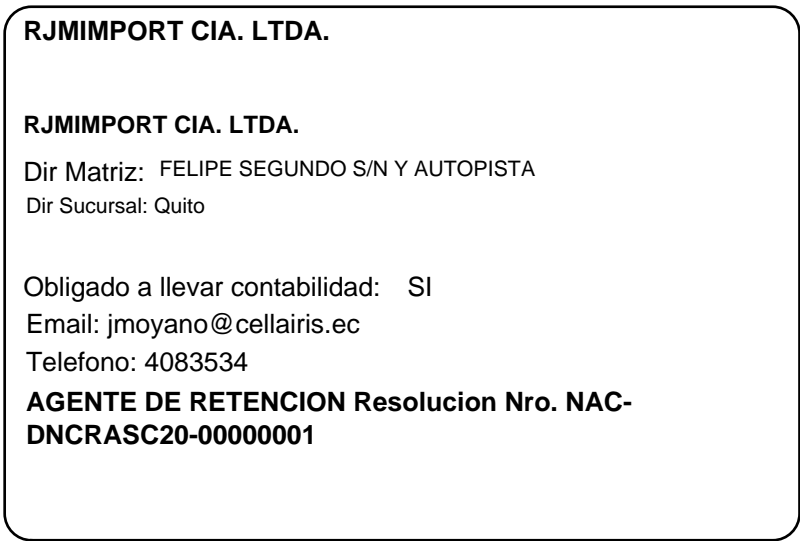 RJMIMPORT CIA. LTDA.
RJMIMPORT CIA. LTDA.
Dir Matriz: FELIPE SEGUNDO S/N Y AUTOPISTA
Dir Sucursal: Quito
Obligado a llevar contabilidad: SI
Email: jmoyano@cellairis.ec
Telefono: 4083534
AGENTE DE RETENCION Resolucion Nro. NAC-
DNCRASC20-00000001